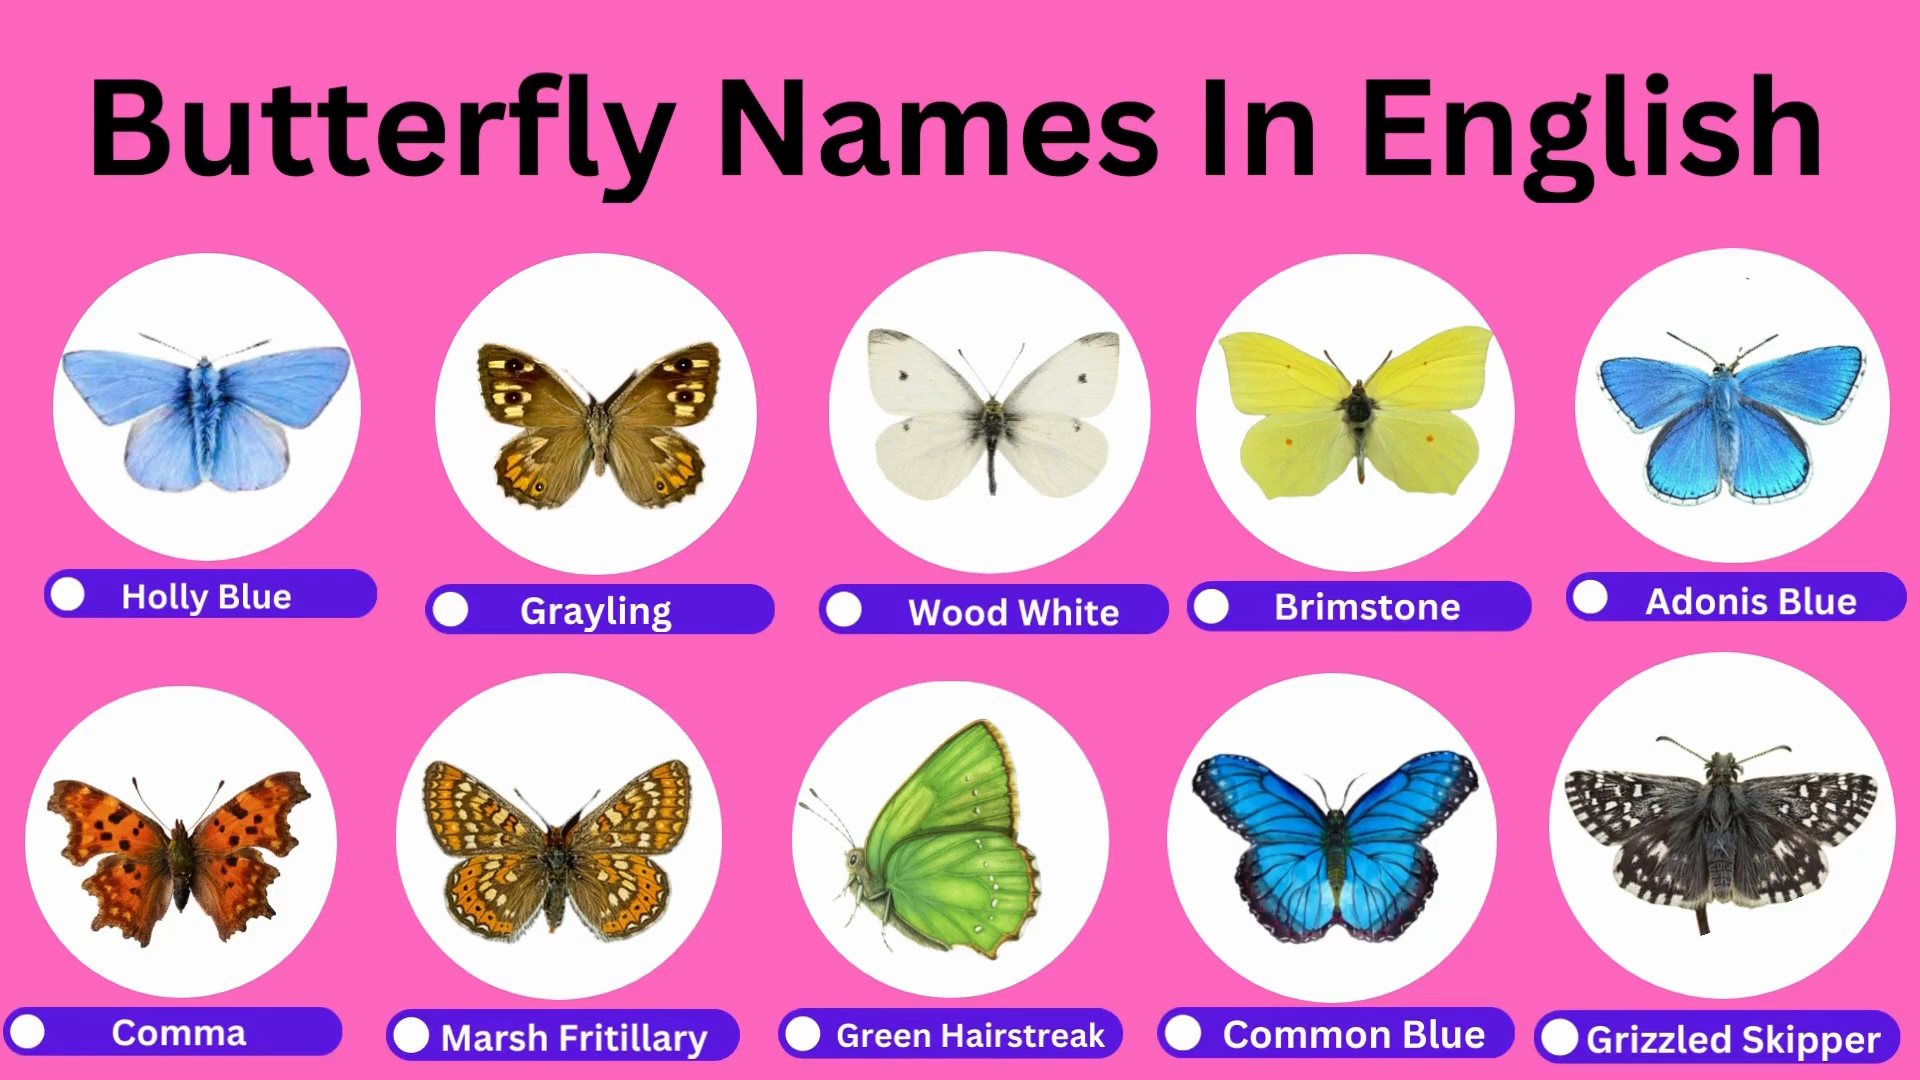 Butterfly Names In English
Holly Blue
Grayling
Wood White
Brimstone
Adonis Blue
Comma
Marsh Fritillary
Green Hairstreak
Common Blue
Grizzled Skipper